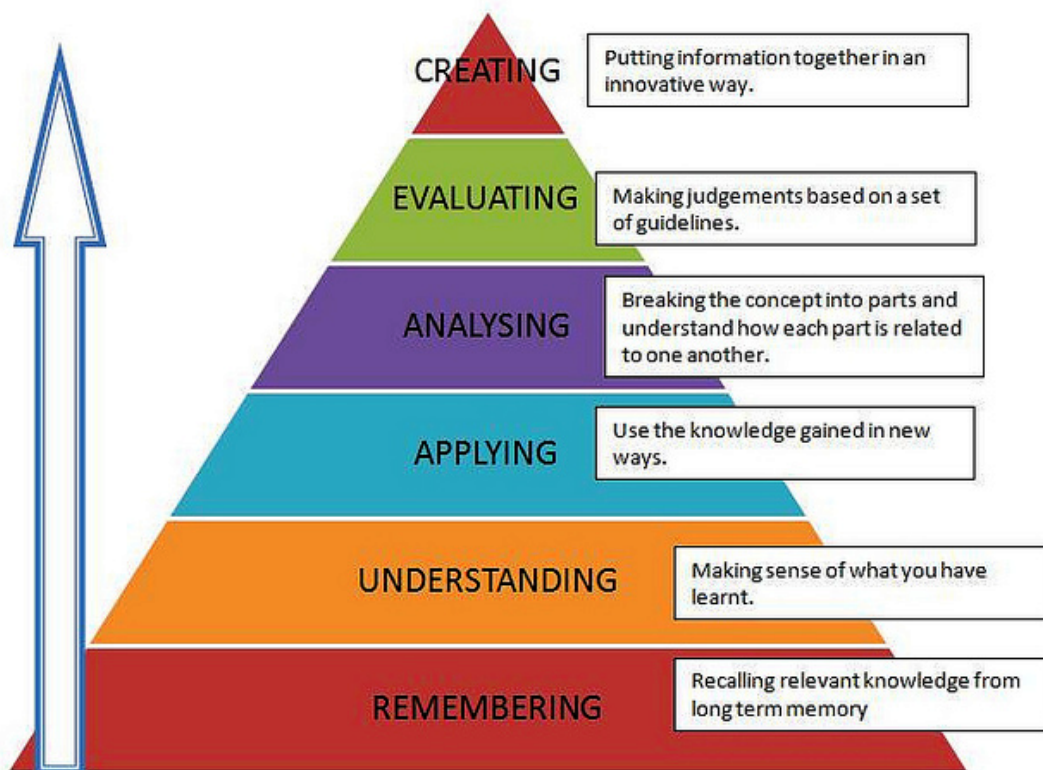 CREATING
Putting information together in an
innovative way.
EVALUATING
Making judgements based on a set
of guidelines.
ANALYSING
Breaking the concept into parts and
understand how each part is related
to one another.
APPLYING
Use the knowledge gained in new
ways.
UNDERSTANDING
Making sense of what you have
learnt.
REMEMBERING
Recalling relevant knowledge from
long term memory